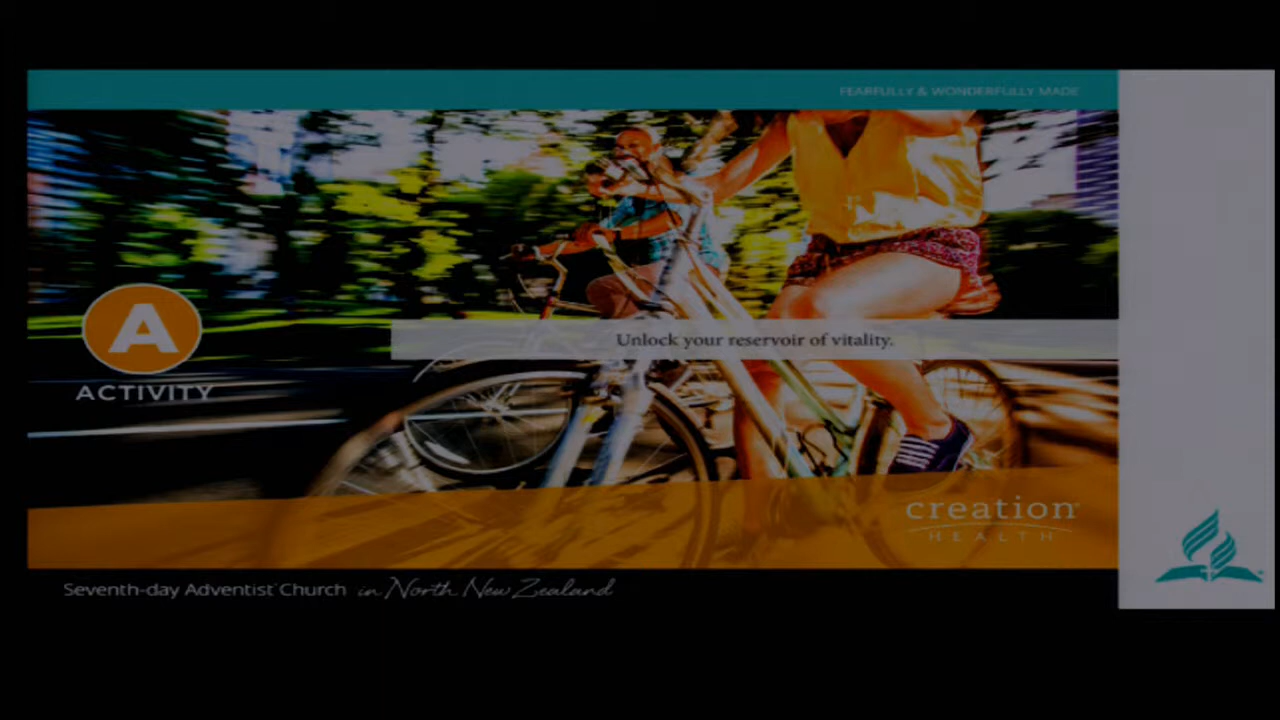 FEARFULLY & WONDERFULLY MADE
Unlock your reservoir of vitality.
A
ACTIVITY
creation
HEALTH
Seventh-day Adventist Church in North New Zealand